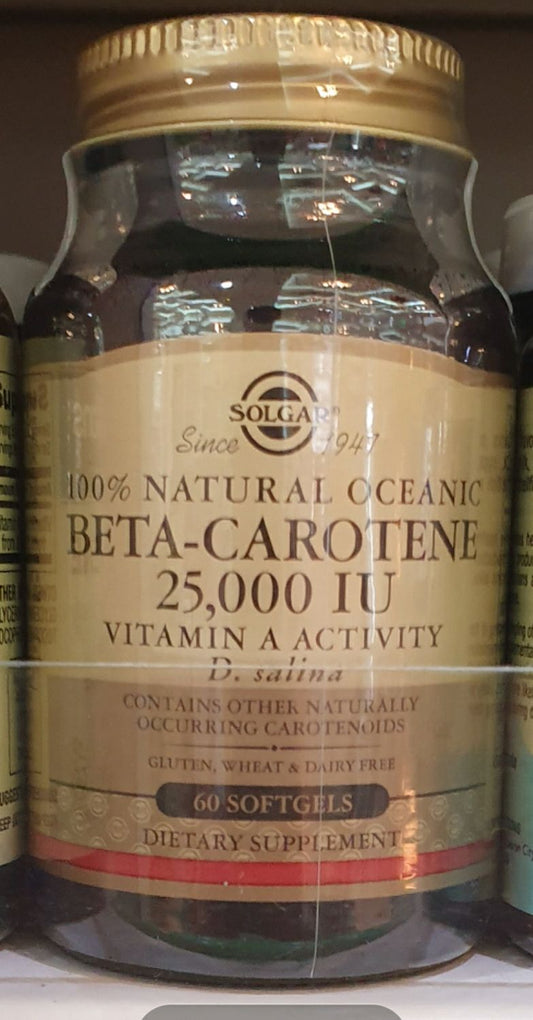 SOLGAR®
Since 1947
100% NATURAL OCEANIC
BETA-CAROTENE
25,000 IU
VITAMIN A ACTIVITY
D. salina
CONTAINS OTHER NATURALLY
OCCURRING CAROTENOIDS
GLUTEN, WHEAT & DAIRY FREE
60 SOFTGELS
DIETARY SUPPLEMENT